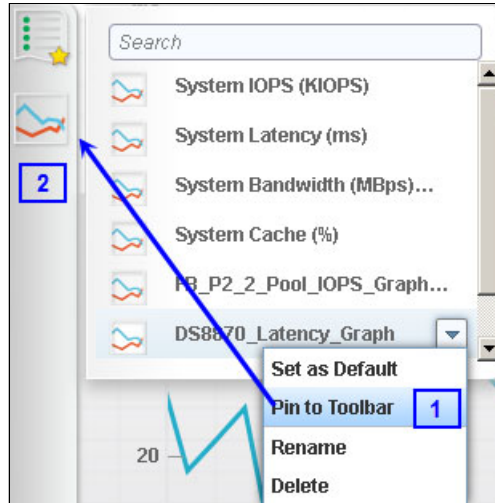 Search
System IOPS (KIOPS)
System Latency (ms)
System Bandwidth (MBps)...
2
System Cache (%)
FB_P2_2_Pool_IOPS_Graph...
DS8870_Latency_Graph
Set as Default
Pin to Toolbar 1
20
Rename
Delete